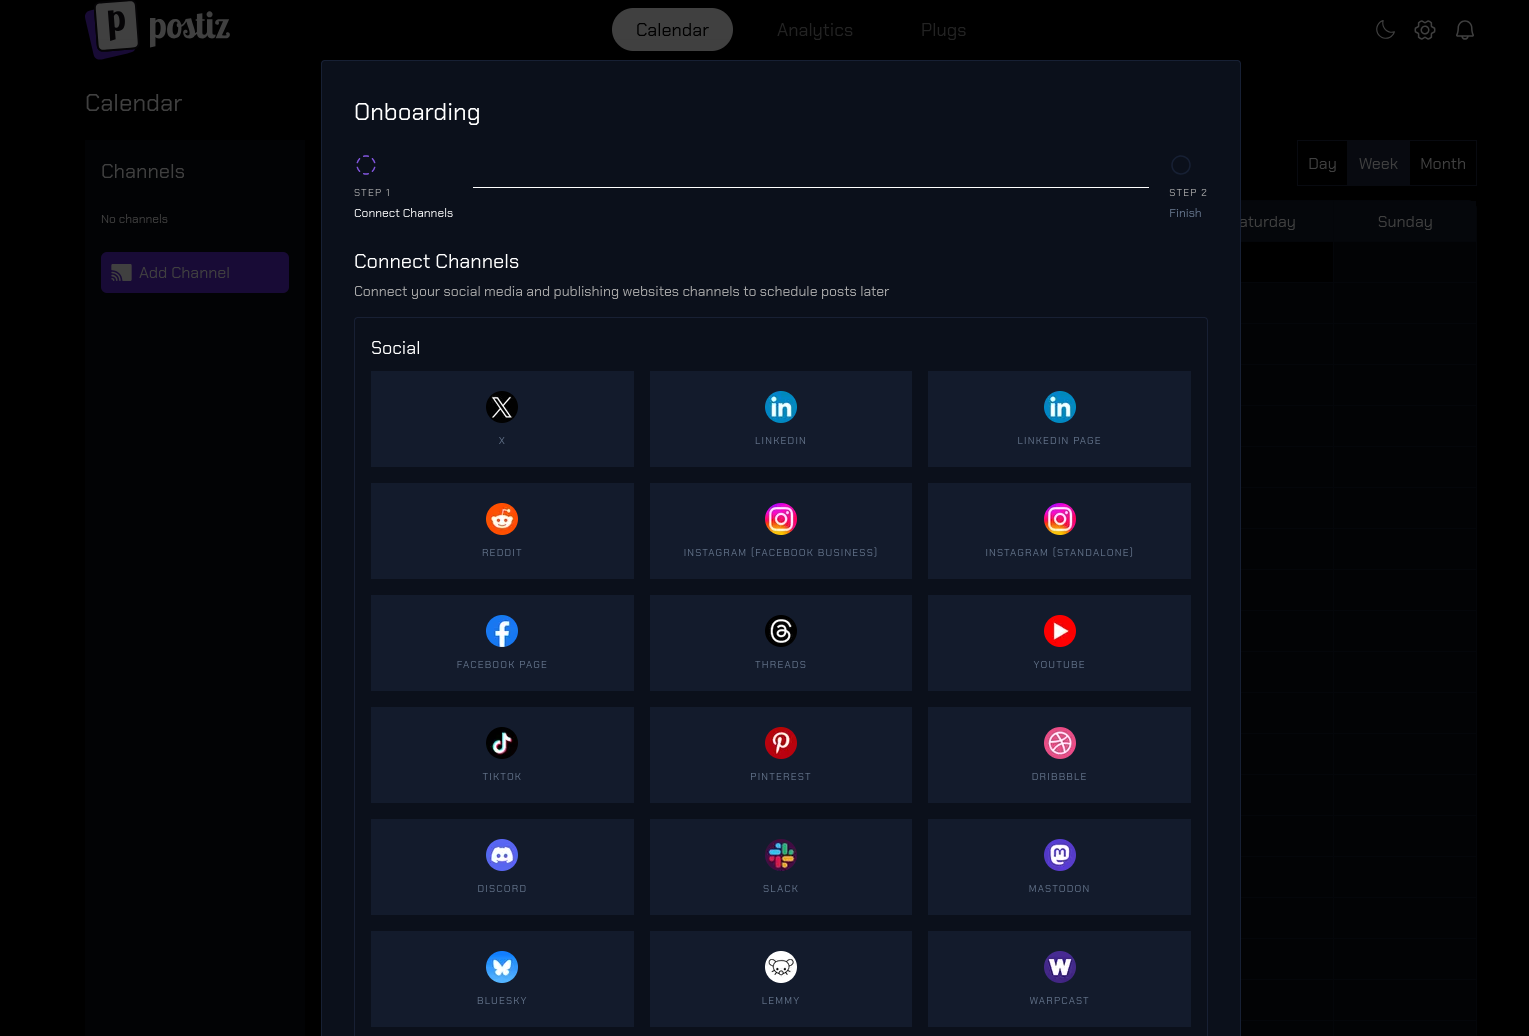 postiz
Calendar
Analytics
Plugs
Calendar
Channels
No channels
Add Channel
Onboarding
STEP 1
Connect Channels
STEP 2
Finish
Connect Channels
Connect your social media and publishing websites channels to schedule posts later
Social
X
LINKEDIN
LINKEDIN PAGE
REDDIT
INSTAGRAM (FACEBOOK BUSINESS)
INSTAGRAM (STANDALONE)
FACEBOOK PAGE
THREADS
YOUTUBE
TIKTOK
PINTEREST
DRIBBBLE
DISCORD
SLACK
MASTODON
BLUESKY
LEMMY
WARPCAST
Day
Week
Month
aturday
Sunday